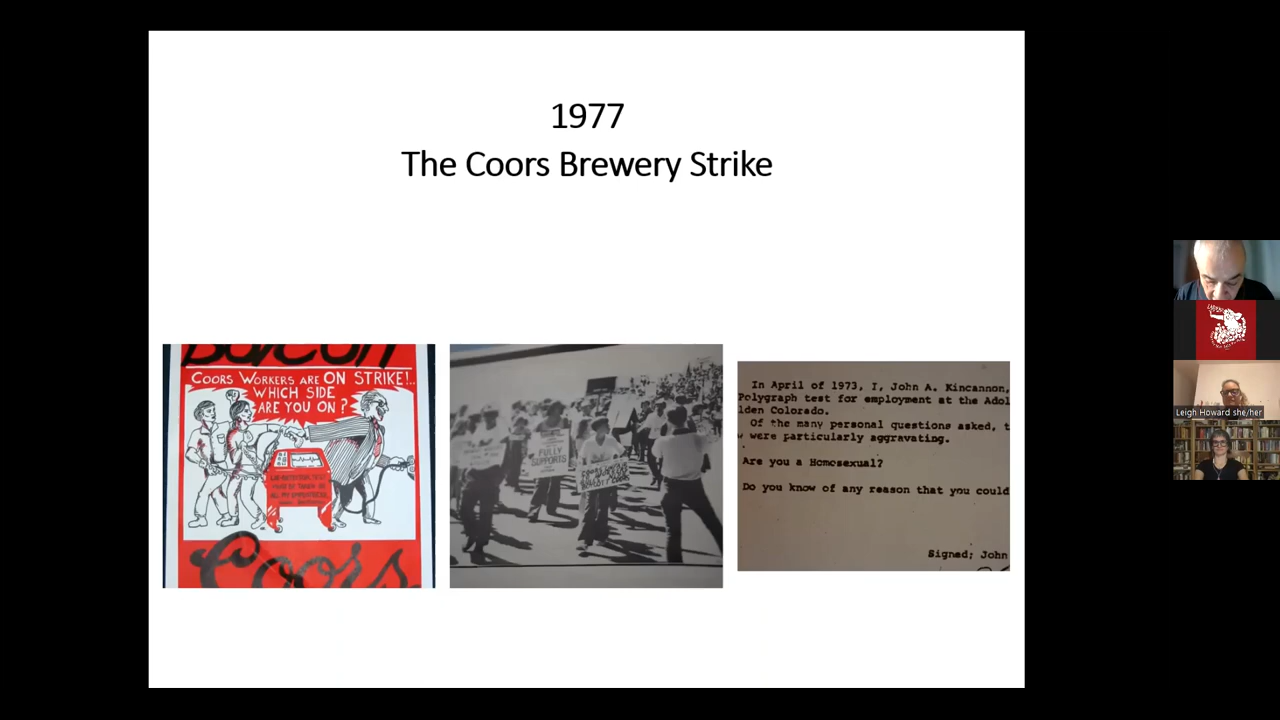 1977
The Coors Brewery Strike
Boycott
COORS WORKERS ARE ON STRIKE!..
WHICH SIDE
ARE YOU ON?
Coors
FULLY
SUPPORTS
In April of 1973, I, John A. Kincannon,
Polygraph test for employment at the Adol
lden Colorado.
Of the many personal questions asked, t
w were particularly aggravating.
Are you a Homosexual?
Do you know of any reason that you could
Signed; John
Leigh Howard she/her